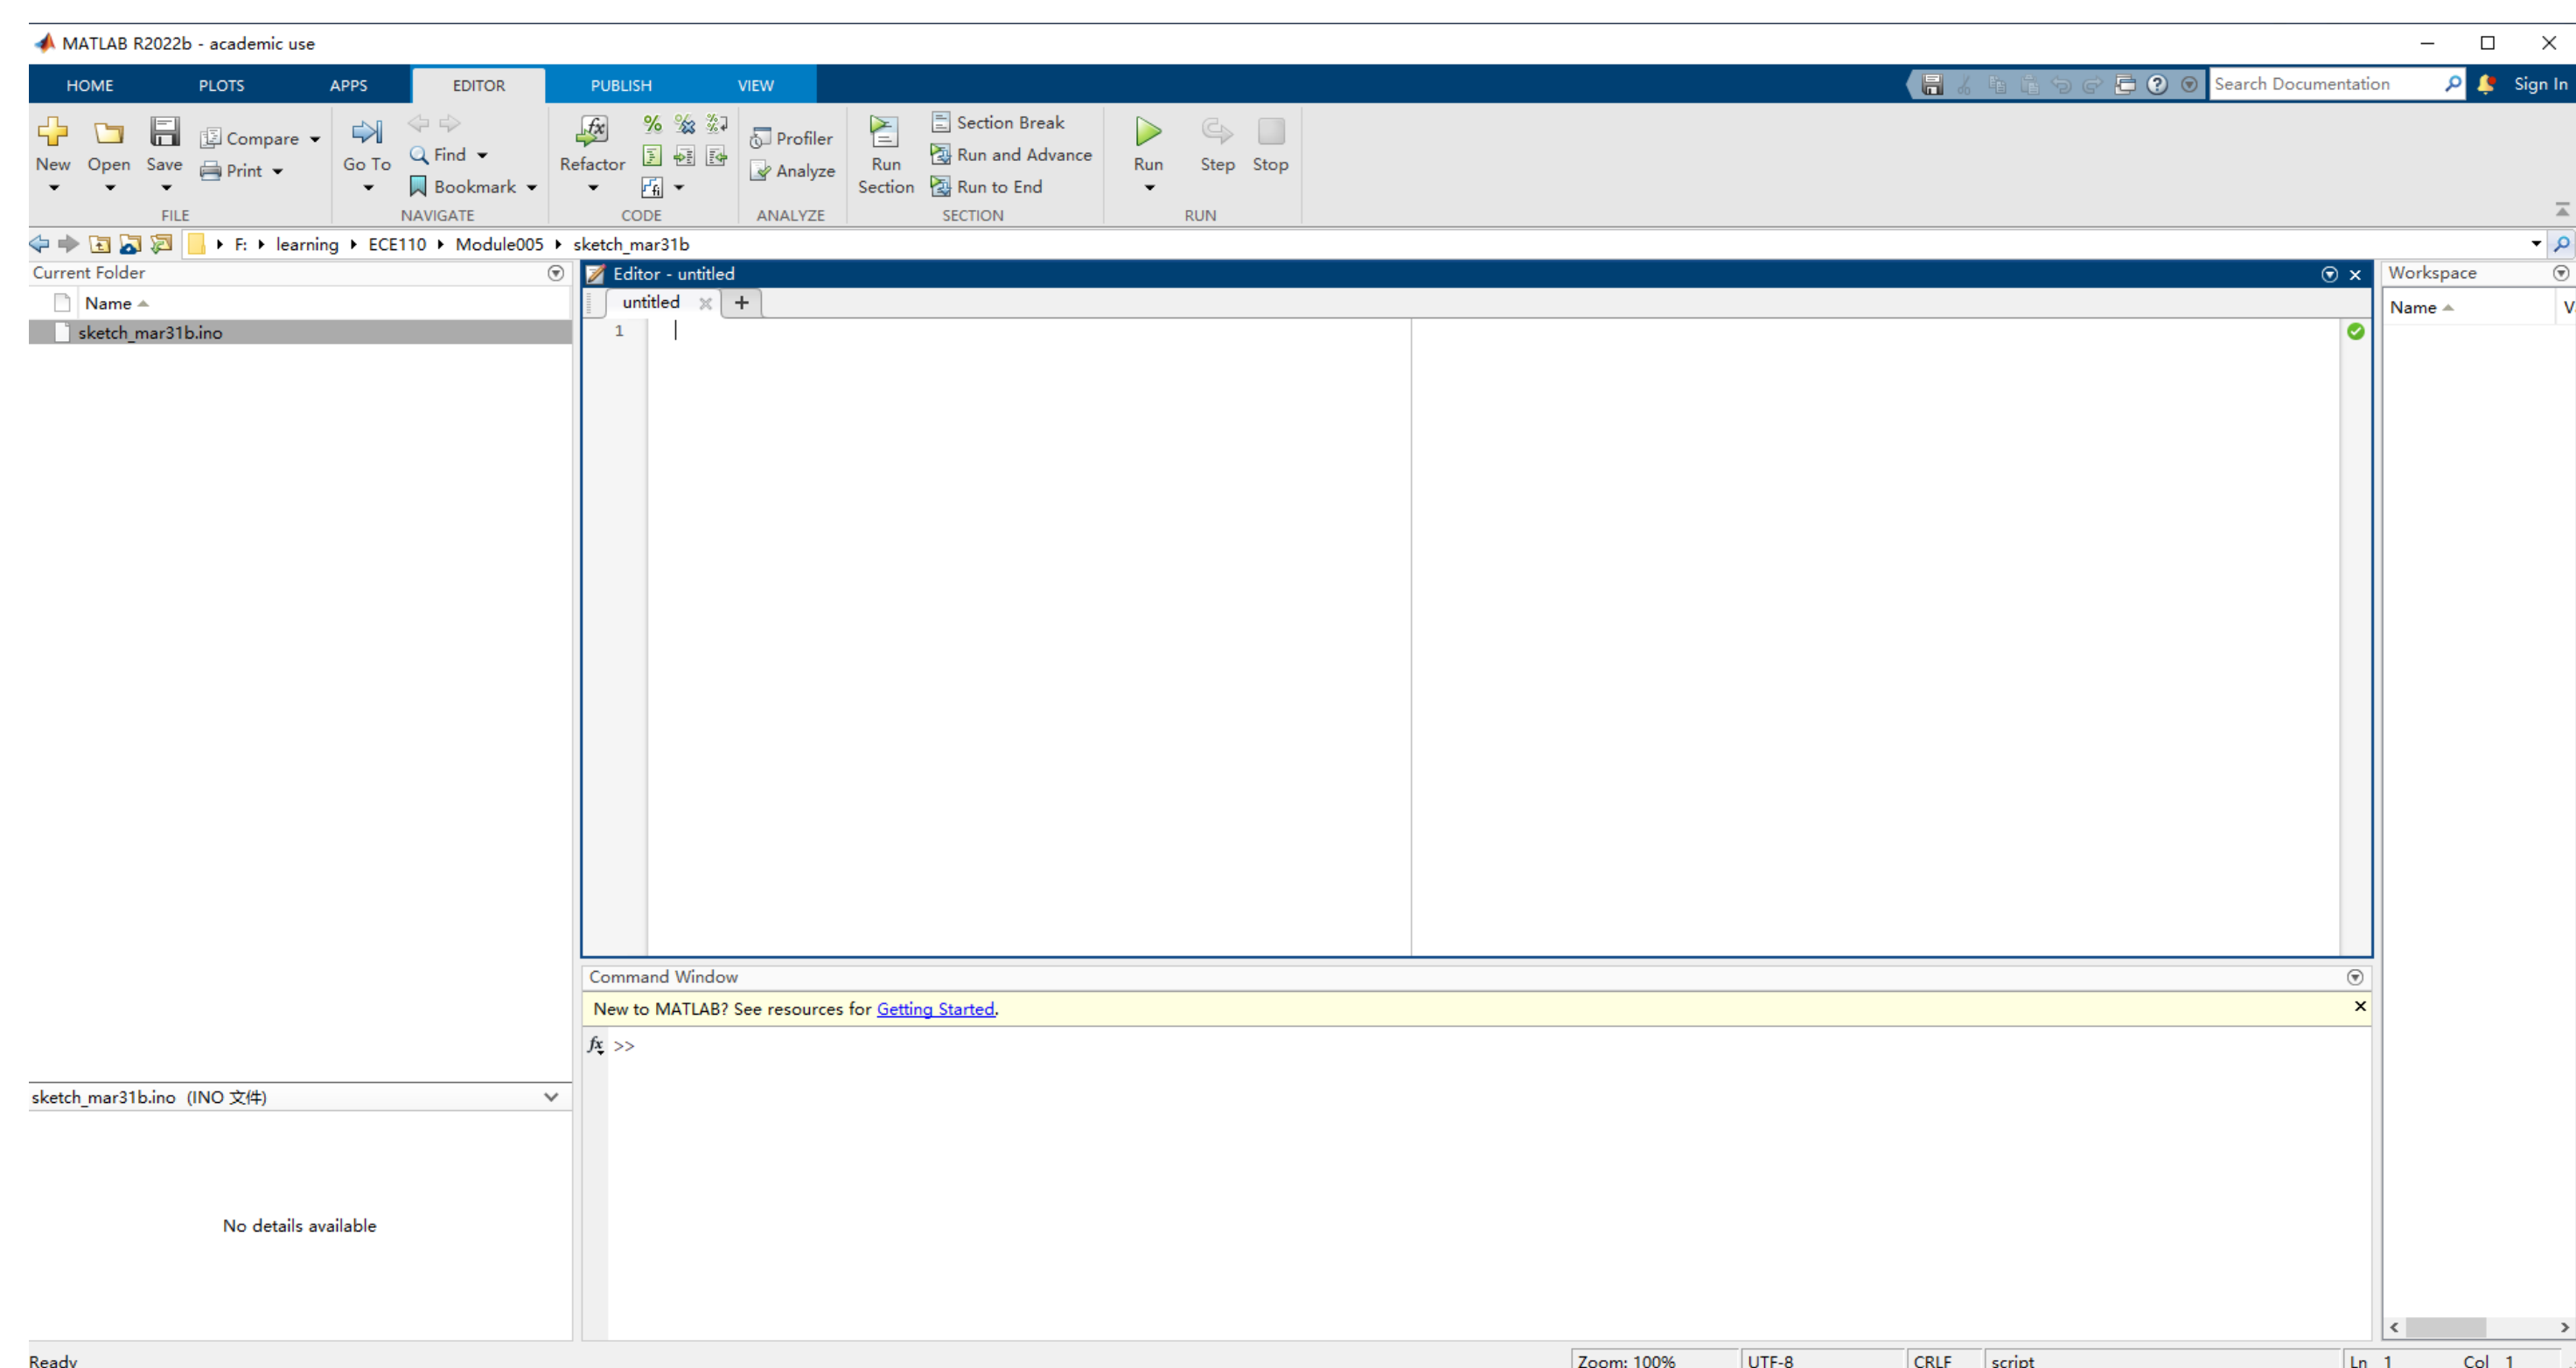 MATLAB R2022b - academic use
HOME PLOTS APPS EDITOR PUBLISH VIEW Search Documentation Sign In
New Open Save Compare Print Go To Find Bookmark Refactor Profiler Analyze Run Section Section Break Run and Advance Run to End Run Step Stop
FILE NAVIGATE CODE ANALYZE SECTION RUN
F: learning ECE110 Module005 sketch_mar31b
Current Folder
Name
sketch_mar31b.ino
Editor - untitled
untitled
1
Workspace
Name V
Command Window
New to MATLAB? See resources for Getting Started.
fx >>
sketch_mar31b.ino (INO 文件)
No details available
Ready Zoom: 100% UTF-8 CRLF script Ln 1 Col 1